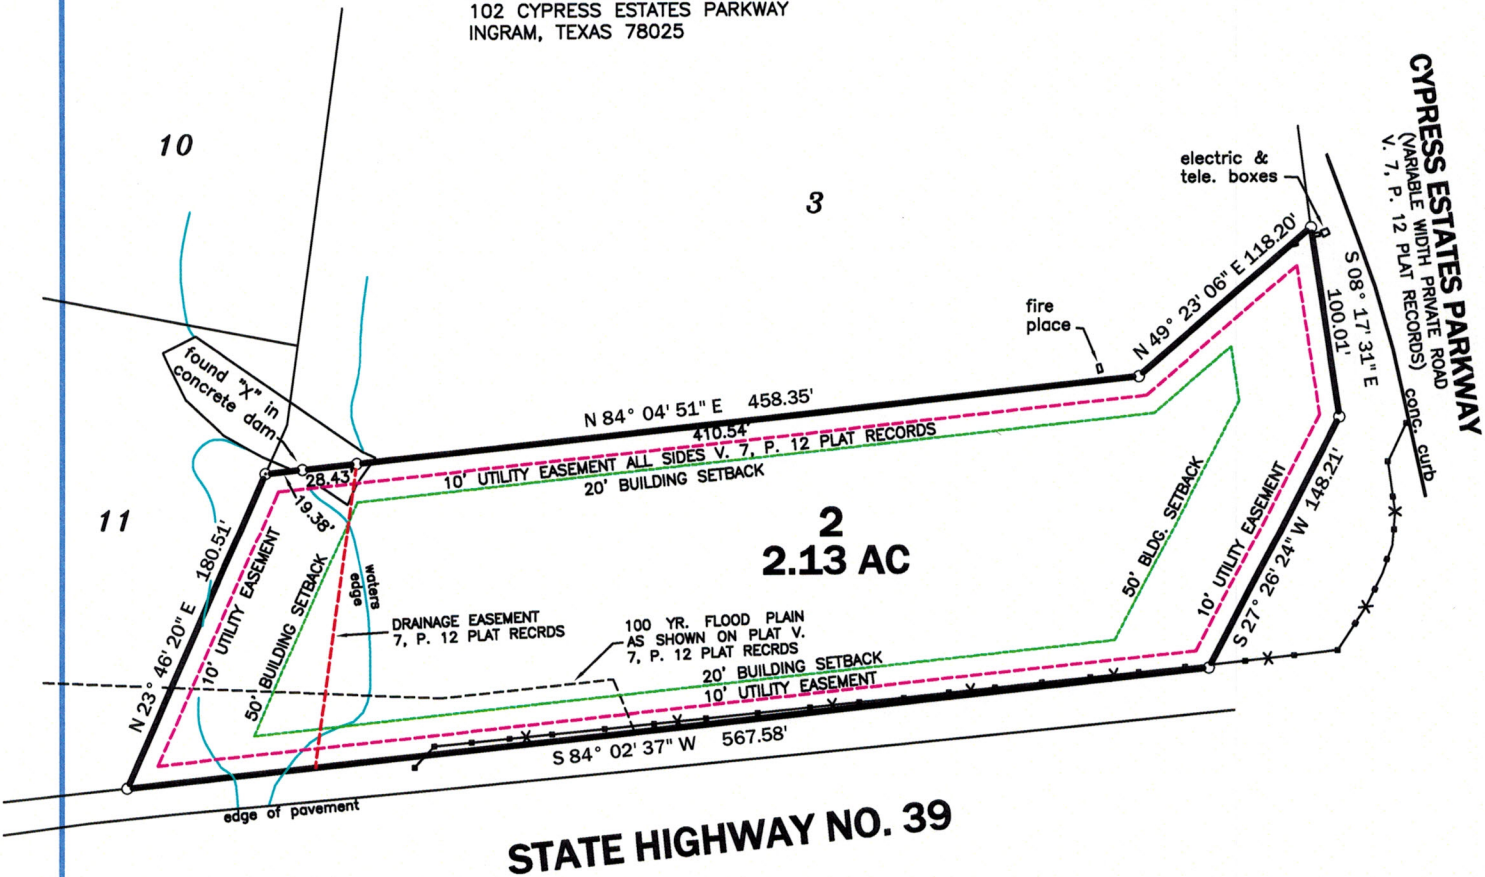 102 CYPRESS ESTATES PARKWAY
INGRAM, TEXAS 78025
CYPRESS ESTATES PARKWAY
(VARIABLE WIDTH PRIVATE ROAD
V. 7, P. 12 PLAT RECORDS)
10
electric &
tele. boxes
3
N 49° 23' 06" E 118.20'
S 08° 17' 31" E
100.01'
fire
place
found "X" in
concrete dam
N 84° 04' 51" E 458.35'
410.54'
10' UTILITY EASEMENT ALL SIDES V. 7, P. 12 PLAT RECORDS
20' BUILDING SETBACK
conc. curb
28.43'
19.38'
11
2
2.13 AC
N 23° 46' 20" E 180.51'
10' UTILITY EASEMENT
50' BUILDING SETBACK
waters
edge
50' BLDG. SETBACK
10' UTILITY EASEMENT
S 27° 26' 24" W 148.21'
DRAINAGE EASEMENT
7, P. 12 PLAT RECRDS
100 YR. FLOOD PLAIN
AS SHOWN ON PLAT V.
7, P. 12 PLAT RECRDS
20' BUILDING SETBACK
10' UTILITY EASEMENT
S 84° 02' 37" W 567.58'
edge of pavement
STATE HIGHWAY NO. 39